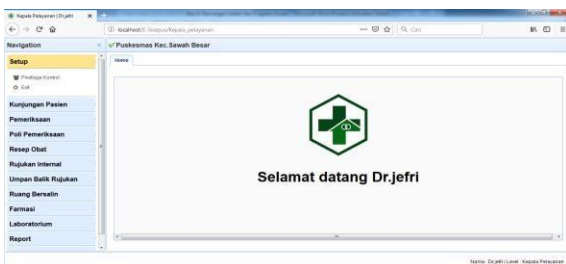 Kepala Pelayanan | Dr.jefri
Cari
Navigation
Puskesmas Kec.Sawah Besar
Setup
Home
Privilage Kontrol
Exit
Kunjungan Pasien
Pemeriksaan
Poli Pemeriksaan
Resep Obat
Rujukan Internal
Umpan Balik Rujukan
Ruang Bersalin
Farmasi
Laboratorium
Report
Selamat datang Dr.jefri
Nama : Dr.jefri | Level : Kepala Pelayanan